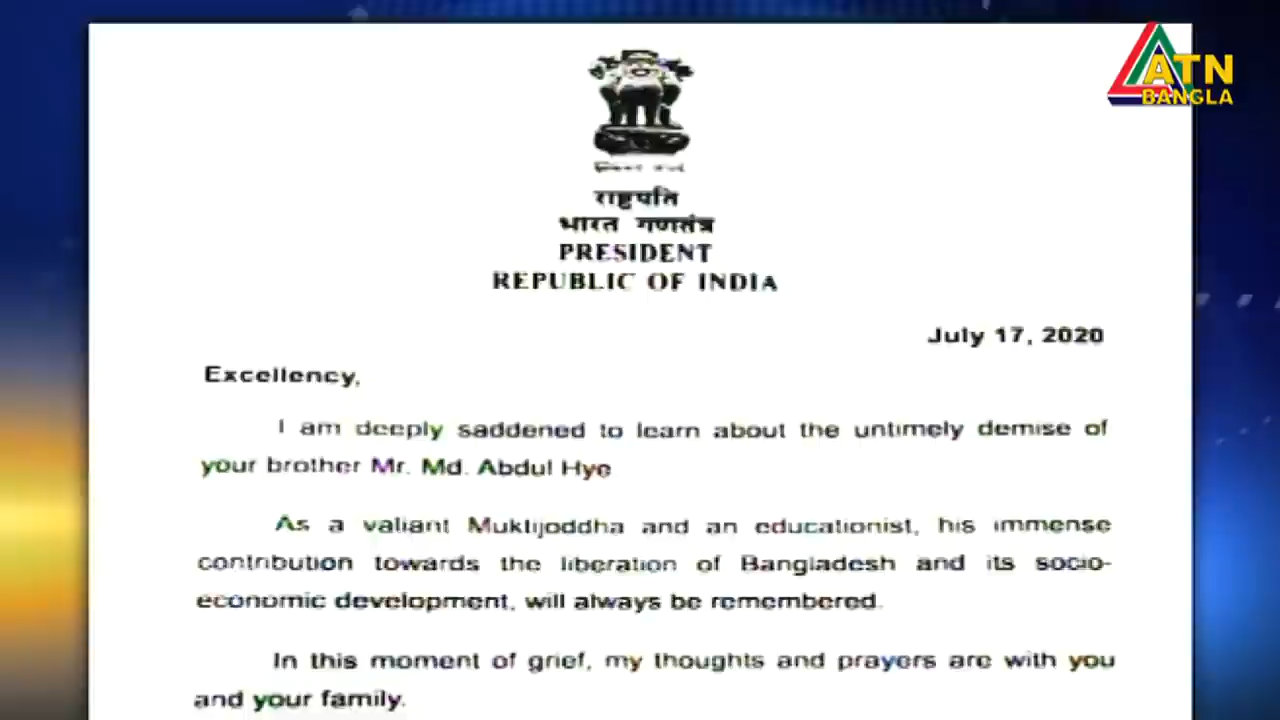 ATN
BANGLA
राष्ट्रपति
भारत गणतंत्र
PRESIDENT
REPUBLIC OF INDIA
July 17, 2020
Excellency,
I am deeply saddened to learn about the untimely demise of
your brother Mr. Md. Abdul Hye
As a valiant Muktijoddha and an educationist, his immense
contribution towards the liberation of Bangladesh and its socio-
economic development, will always be remembered.
In this moment of grief, my thoughts and prayers are with you
and your family.